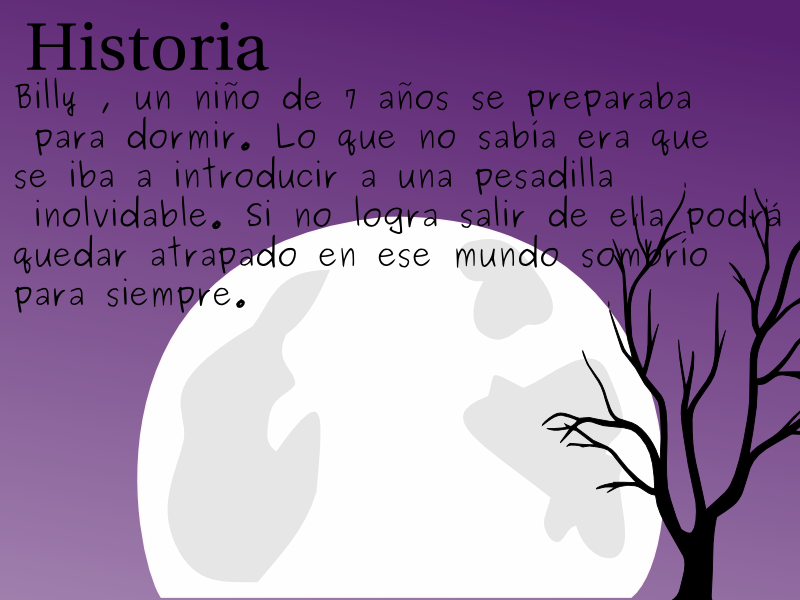 Historia
Billy , un niño de 7 años se preparaba
para dormir. Lo que no sabía era que
se iba a introducir a una pesadilla
inolvidable. Si no logra salir de ella podrá
quedar atrapado en ese mundo sombrío
para siempre.